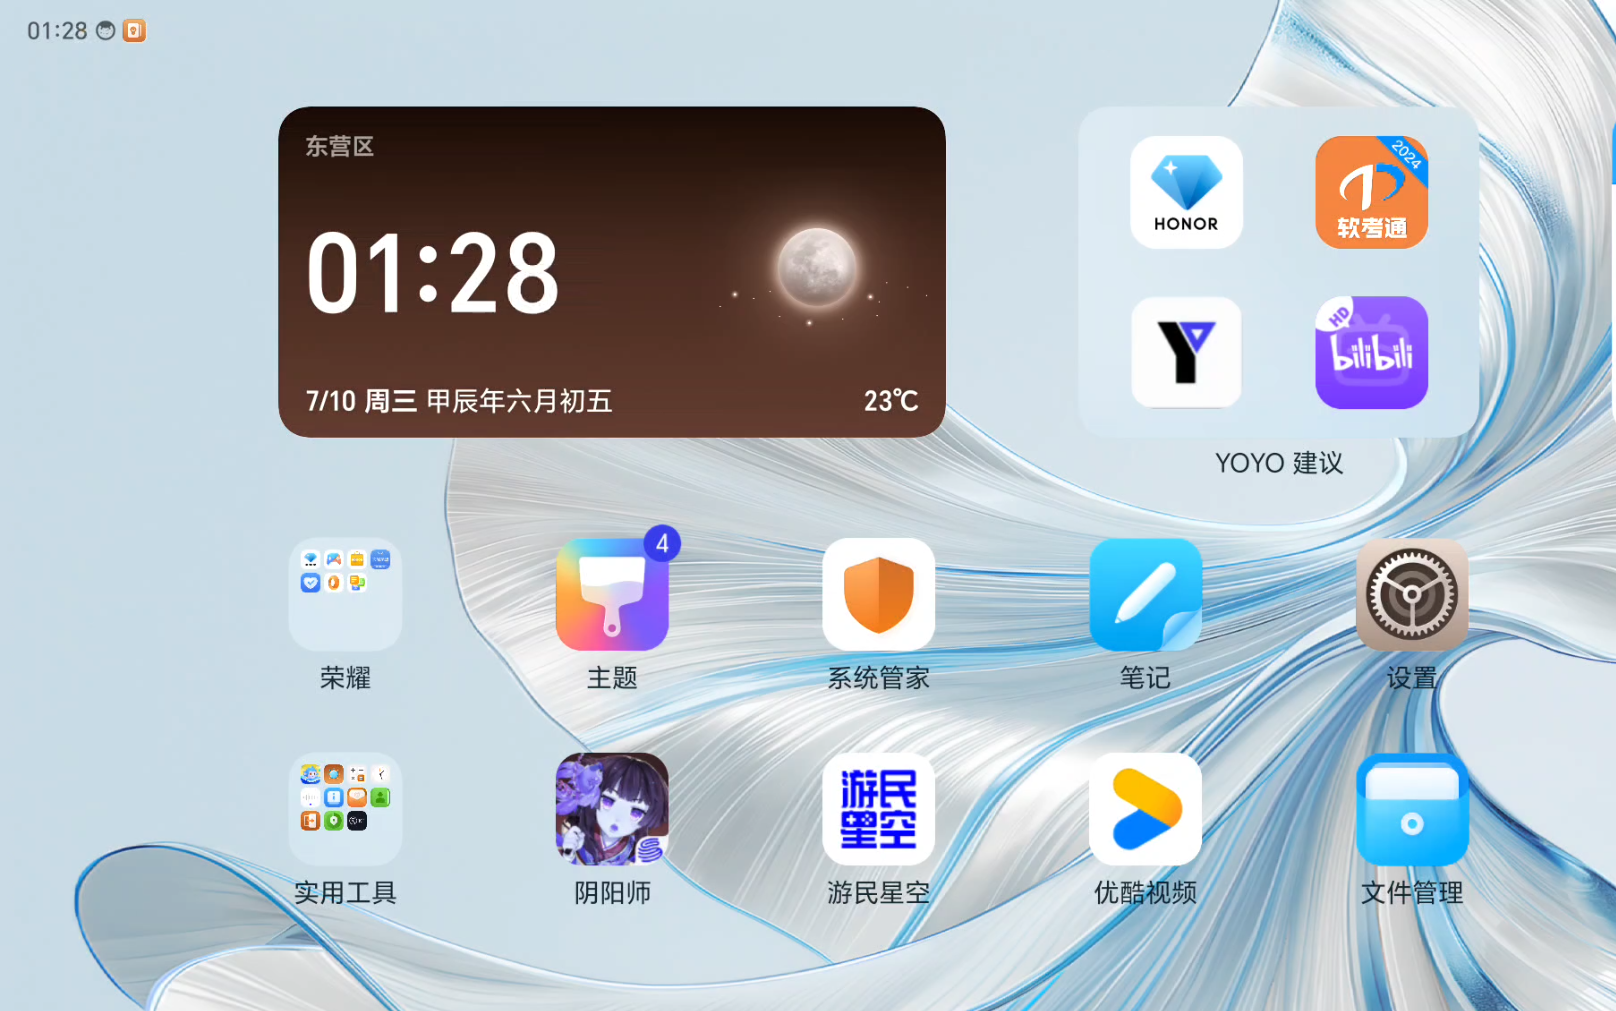 01:28
东营区
01:28
7/10 周三 甲辰年六月初五
23℃
HONOR
2024
软考通
HD
bilibili
YOYO 建议
4
荣耀
主题
系统管家
笔记
设置
游民
星空
实用工具
阴阳师
游民星空
优酷视频
文件管理